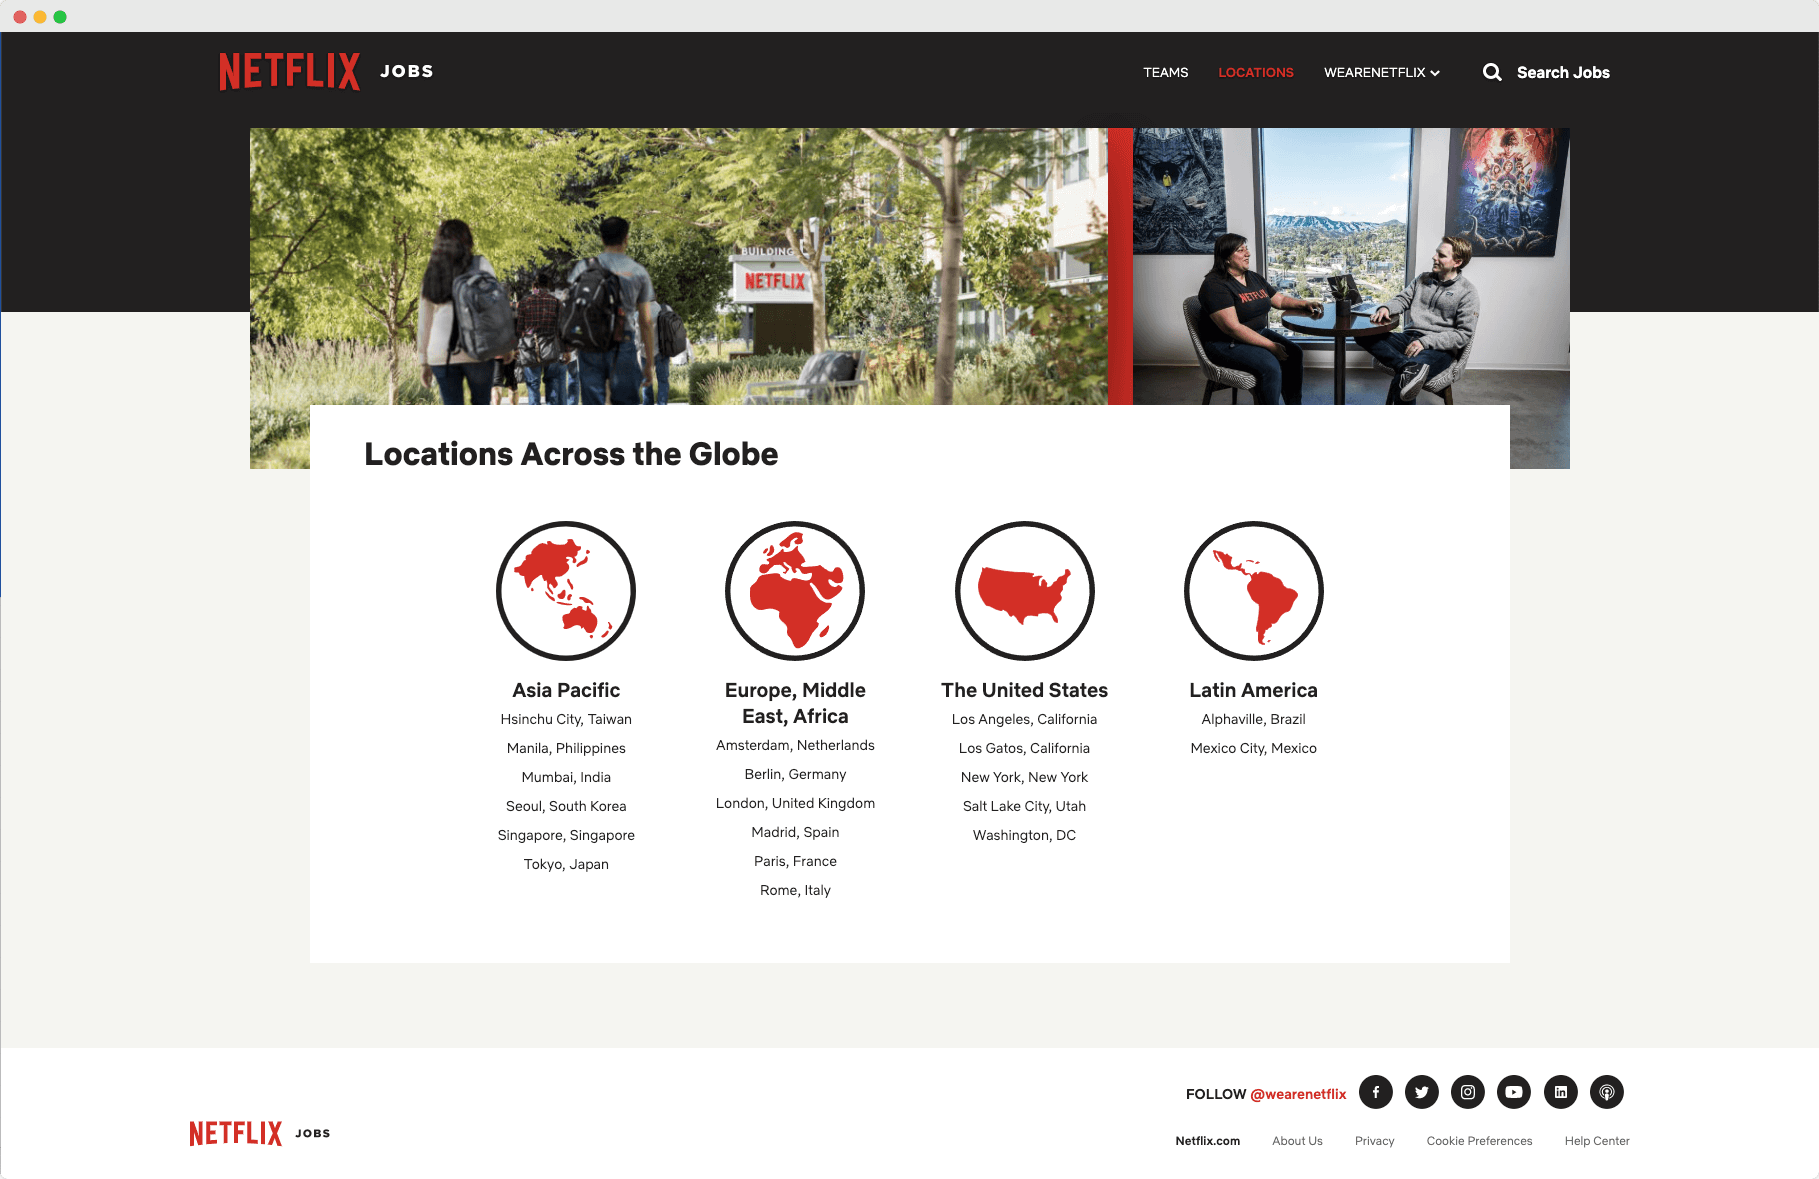 NETFLIX JOBS
TEAMS LOCATIONS WEARENETFLIX Search Jobs
BUILDING
NETFLIX
NETFLIX
Locations Across the Globe
Asia Pacific
Hsinchu City, Taiwan
Manila, Philippines
Mumbai, India
Seoul, South Korea
Singapore, Singapore
Tokyo, Japan
Europe, Middle
East, Africa
Amsterdam, Netherlands
Berlin, Germany
London, United Kingdom
Madrid, Spain
Paris, France
Rome, Italy
The United States
Los Angeles, California
Los Gatos, California
New York, New York
Salt Lake City, Utah
Washington, DC
Latin America
Alphaville, Brazil
Mexico City, Mexico
FOLLOW @wearenetflix
NETFLIX JOBS
Netflix.com About Us Privacy Cookie Preferences Help Center